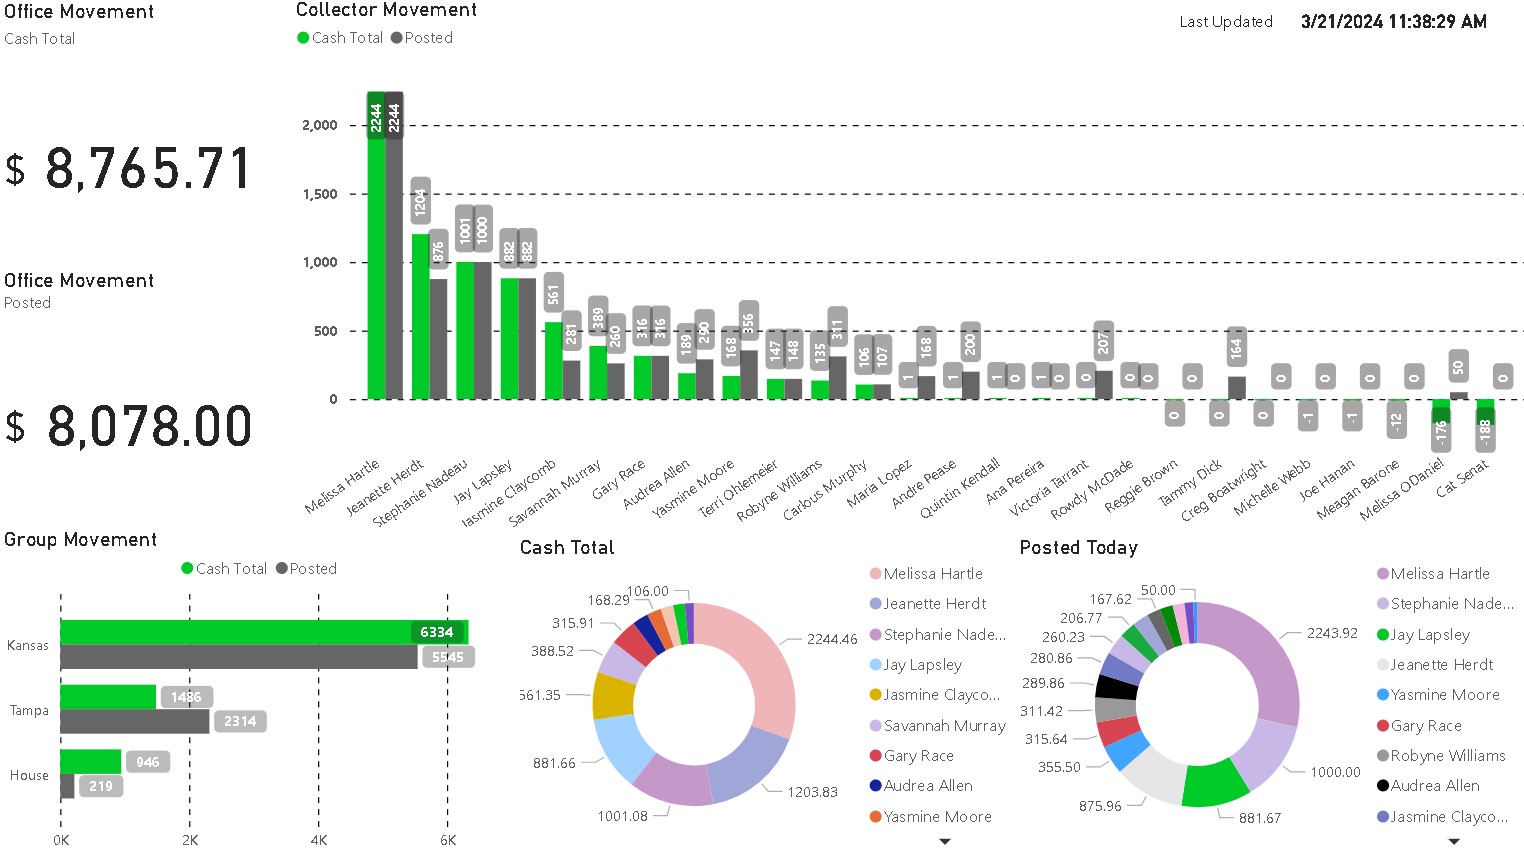 Office Movement
Cash Total
$ 8,765.71
Office Movement
Posted
$ 8,078.00
Collector Movement
Cash Total Posted
Last Updated 3/21/2024 11:38:29 AM
2,000
1,500
1,000
500
0
2244 2244 1204 876 1001 1000 882 882 561 281 389 260 316 316 189 290 168 356 147 148 135 311 106 107 1 168 1 200 1 0 1 0 0 207 0 0 0 0 0 164 0 0 -1 0 -1 0 -12 0 -176 50 -188 0
Melissa Hartle
Jeanette Herdt
Stephanie Nadeau
Jay Lapsley
Jasmine Claycomb
Savannah Murray
Gary Race
Audrea Allen
Yasmine Moore
Terri Ohlemeier
Robyne Williams
Carlous Murphy
Maria Lopez
Andre Pease
Quintin Kendall
Ana Pereira
Victoria Tarrant
Rowdy McDade
Reggie Brown
Tammy Dick
Creg Boatwright
Michelle Webb
Joe Hanan
Meagan Barone
Melissa ODaniel
Cat Senat
Group Movement
Cash Total Posted
Kansas
6334
5545
Tampa
1486
2314
House
946
219
0K 2K 4K 6K
Cash Total
106.00
168.29
315.91
388.52
561.35
881.66
1001.08
1203.83
2244.46
Melissa Hartle
Jeanette Herdt
Stephanie Nade...
Jay Lapsley
Jasmine Clayco...
Savannah Murray
Gary Race
Audrea Allen
Yasmine Moore
Posted Today
50.00
167.62
206.77
260.23
280.86
289.86
311.42
315.64
355.50
875.96
881.67
1000.00
2243.92
Melissa Hartle
Stephanie Nade...
Jay Lapsley
Jeanette Herdt
Yasmine Moore
Gary Race
Robyne Williams
Audrea Allen
Jasmine Clayco...